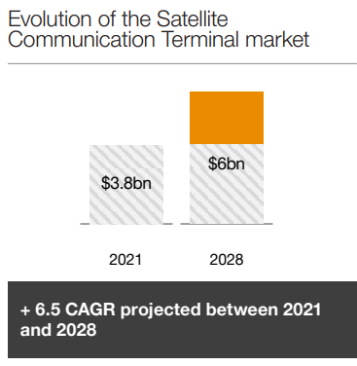 Evolution of the Satellite
Communication Terminal market
$3.8bn
$6bn
2021
2028
+ 6.5 CAGR projected between 2021
and 2028